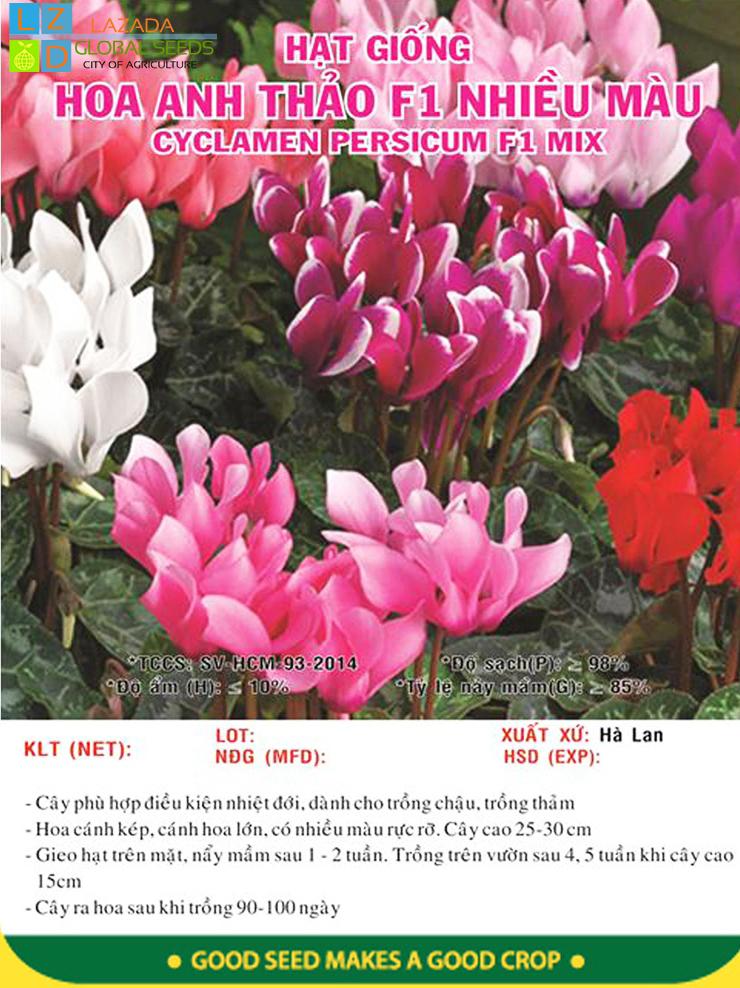 LZ
D
LAZADA
GLOBAL SEEDS
CITY OF AGRICULTURE
HẠT GIỐNG
HOA ANH THẢO F1 NHIỀU MÀU
CYCLAMEN PERSICUM F1 MIX
*TCCS: SV-HCM 93-2014
*Độ sạch(P): ≥ 98%
*Độ ẩm (H): ≤ 10%
*Tỷ lệ nảy mầm(G): ≥ 85%
KLT (NET):
LOT:
NĐG (MFD):
XUẤT XỨ: Hà Lan
HSD (EXP):
- Cây phù hợp điều kiện nhiệt đới, dành cho trồng chậu, trồng thảm
- Hoa cánh kép, cánh hoa lớn, có nhiều màu rực rỡ. Cây cao 25-30 cm
- Gieo hạt trên mặt, nẩy mầm sau 1 - 2 tuần. Trồng trên vườn sau 4, 5 tuần khi cây cao
15cm
- Cây ra hoa sau khi trồng 90-100 ngày
• GOOD SEED MAKES A GOOD CROP •